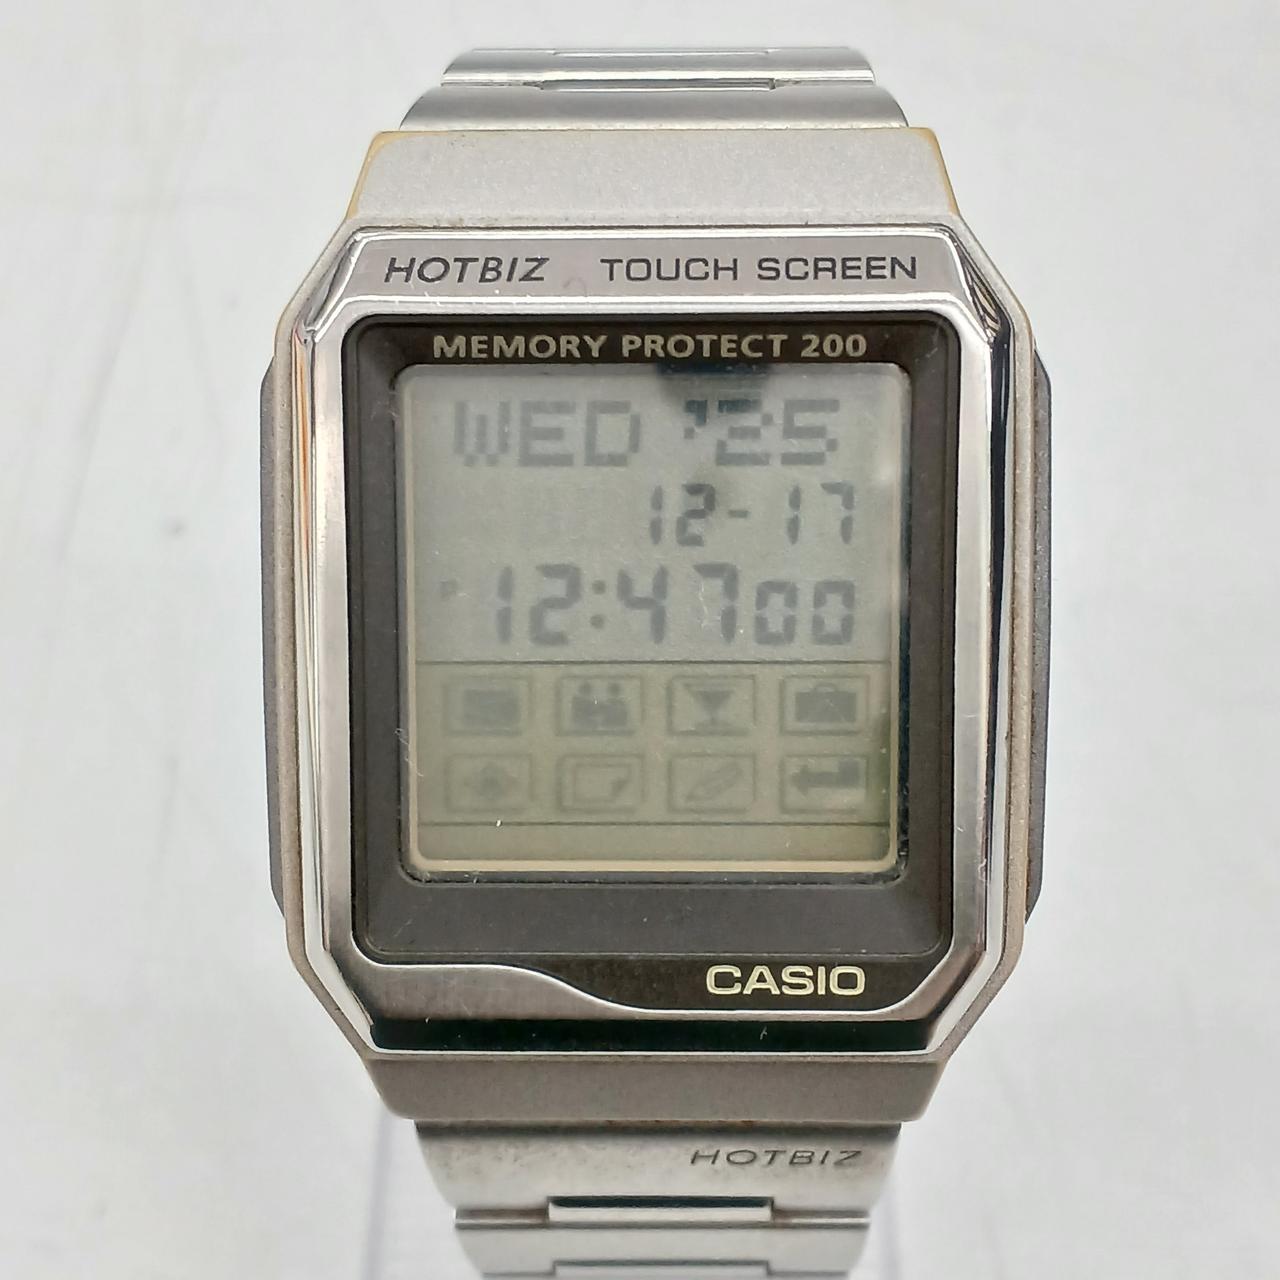 HOTBIZ TOUCH SCREEN
MEMORY PROTECT 200
WED '25
12-17
P 12:47 00
CASIO
HOTBIZ